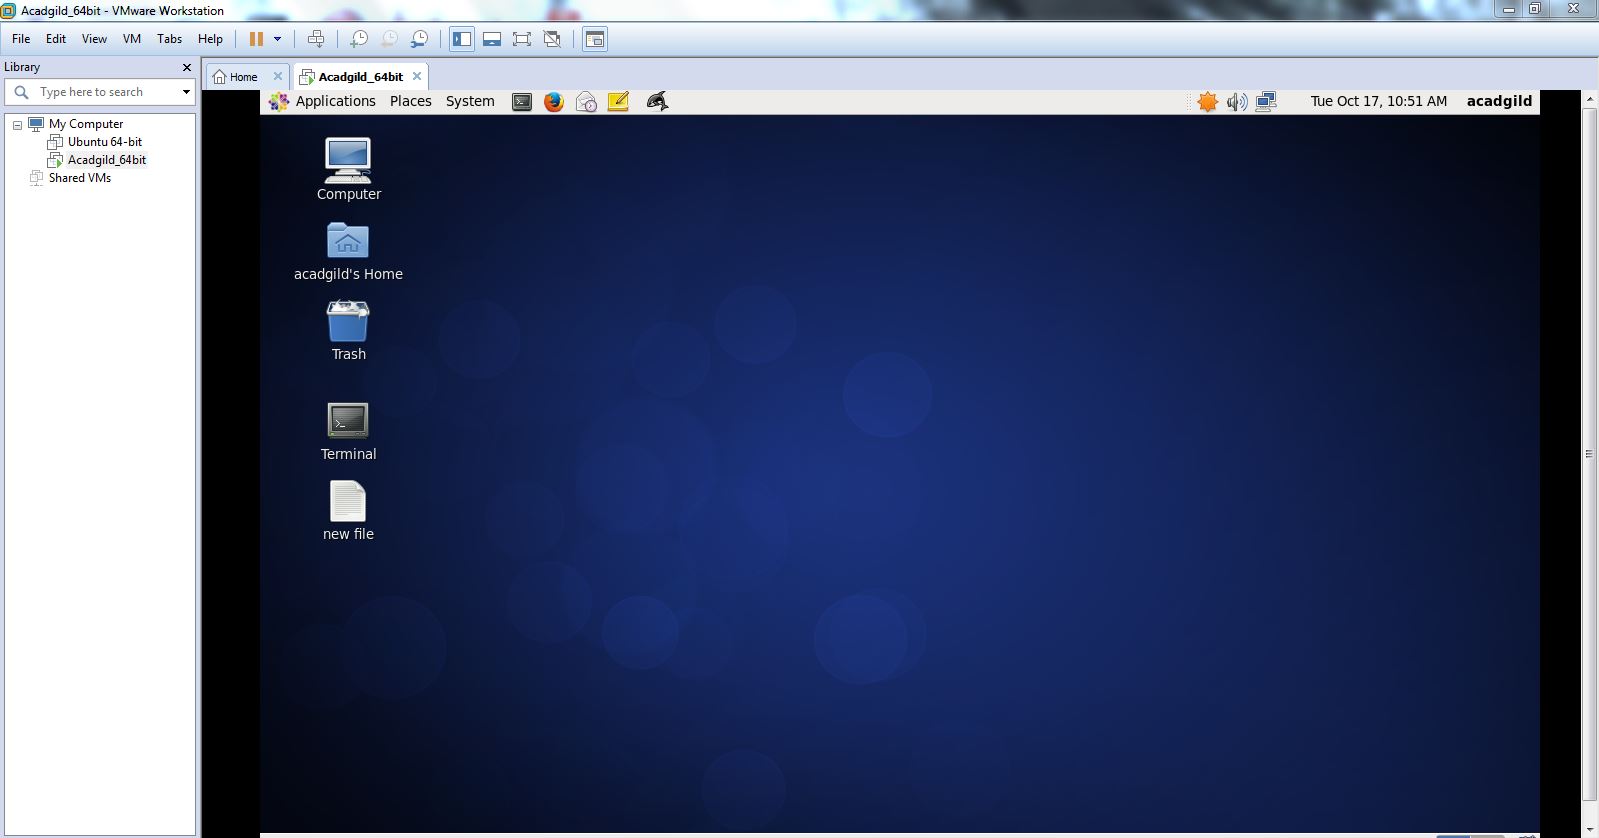 Acadgild_64bit - VMware Workstation
File Edit View VM Tabs Help
Library
Type here to search
My Computer
Ubuntu 64-bit
Acadgild_64bit
Shared VMs
Home Acadgild_64bit
Applications Places System Tue Oct 17, 10:51 AM acadgild
Computer
acadgild's Home
Trash
Terminal
new file